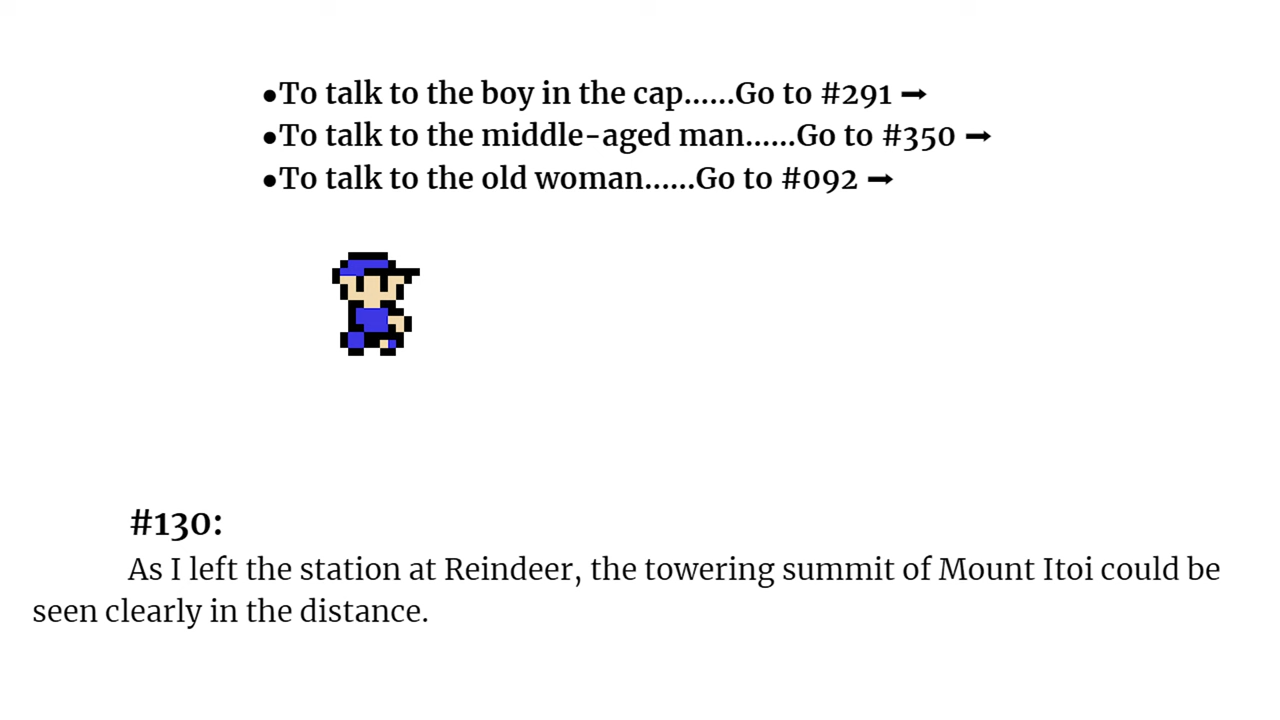 ●To talk to the boy in the cap......Go to #291 ➞
●To talk to the middle-aged man......Go to #350 ➞
●To talk to the old woman......Go to #092 ➞
#130:
As I left the station at Reindeer, the towering summit of Mount Itoi could be
seen clearly in the distance.